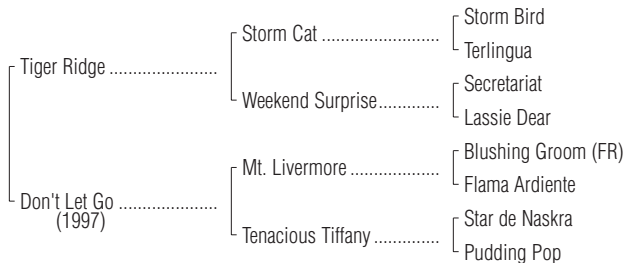 Storm Bird
Storm Cat ........................
Terlingua
Tiger Ridge ......................
Secretariat
Weekend Surprise.............
Lassie Dear
Blushing Groom (FR)
Mt. Livermore ..................
Flama Ardiente
Don't Let Go ....................
(1997)
Star de Naskra
Tenacious Tiffany .............
Pudding Pop